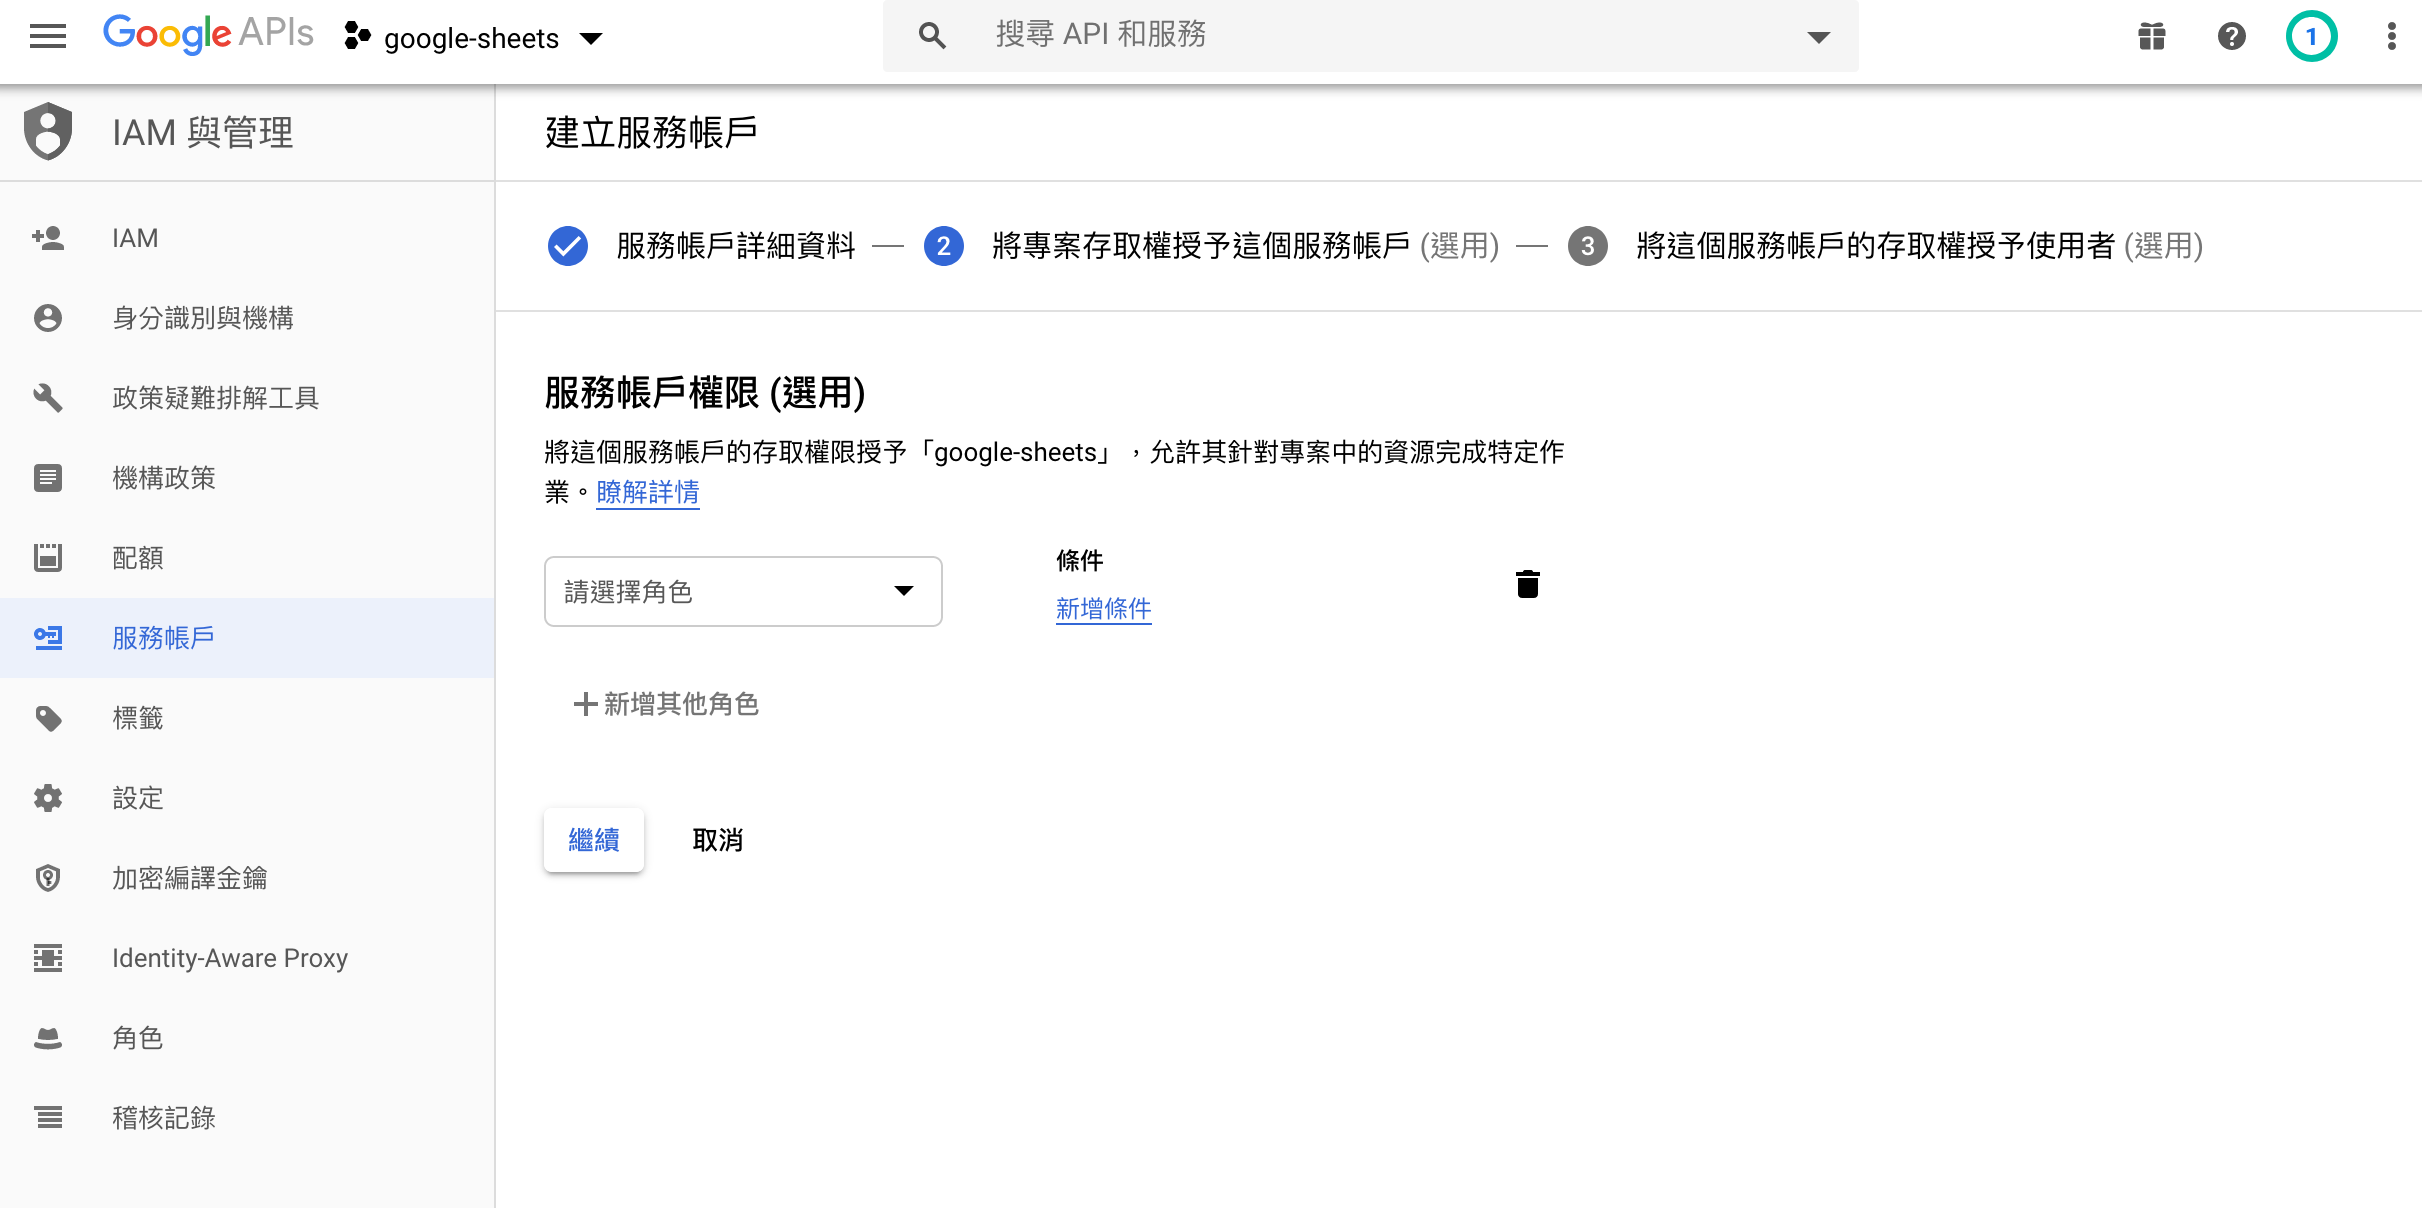 Google APIs google-sheets 搜尋 API 和服務 1
IAM 與管理
建立服務帳戶
服務帳戶詳細資料 — 2 將專案存取權授予這個服務帳戶 (選用) — 3 將這個服務帳戶的存取權授予使用者 (選用)
IAM
身分識別與機構
政策疑難排解工具
機構政策
配額
服務帳戶
標籤
設定
加密編譯金鑰
Identity-Aware Proxy
角色
稽核記錄
服務帳戶權限 (選用)
將這個服務帳戶的存取權限授予「google-sheets」，允許其針對專案中的資源完成特定作
業。瞭解詳情
請選擇角色
條件
新增條件
新增其他角色
繼續 取消